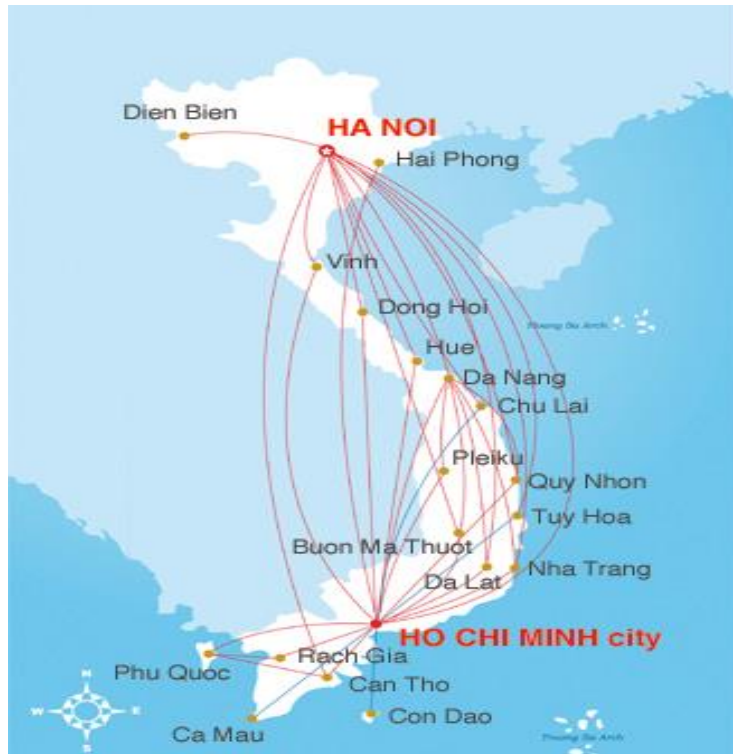 Dien Bien
HA NOI
Hai Phong
Vinh
Dong Hoi
Hue
Da Nang
Chu Lai
Pleiku
Quy Nhon
Tuy Hoa
Buon Ma Thuot
Da Lat
Nha Trang
HO CHI MINH city
Phu Quoc
Rach Gia
Can Tho
Ca Mau
Con Dao
N
W
E
S